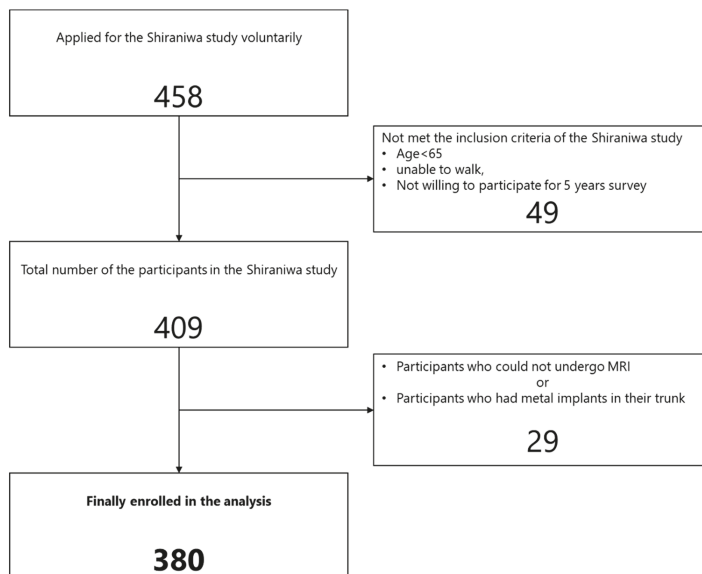 Applied for the Shiraniwa study voluntarily
458
Not met the inclusion criteria of the Shiraniwa study
• Age<65
• unable to walk,
• Not willing to participate for 5 years survey
49
Total number of the participants in the Shiraniwa study
409
• Participants who could not undergo MRI
or
• Participants who had metal implants in their trunk
29
Finally enrolled in the analysis
380